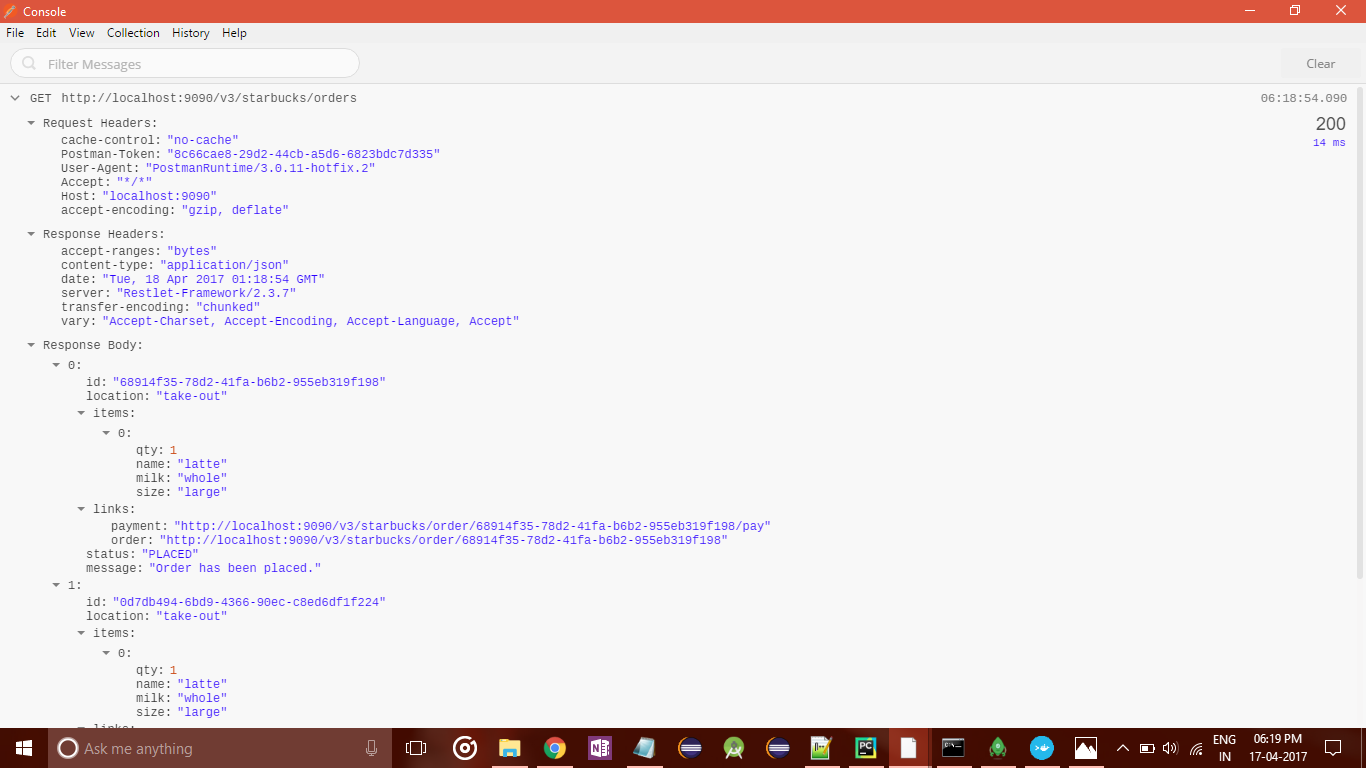 Console
File Edit View Collection History Help
Filter Messages
Clear
GET http://localhost:9090/v3/starbucks/orders
06:18:54.090
Request Headers:
200
cache-control: "no-cache"
14 ms
Postman-Token: "8c66cae8-29d2-44cb-a5d6-6823bdc7d335"
User-Agent: "PostmanRuntime/3.0.11-hotfix.2"
Accept: "*/*"
Host: "localhost:9090"
accept-encoding: "gzip, deflate"
Response Headers:
accept-ranges: "bytes"
content-type: "application/json"
date: "Tue, 18 Apr 2017 01:18:54 GMT"
server: "Restlet-Framework/2.3.7"
transfer-encoding: "chunked"
vary: "Accept-Charset, Accept-Encoding, Accept-Language, Accept"
Response Body:
0:
id: "68914f35-78d2-41fa-b6b2-955eb319f198"
location: "take-out"
items:
0:
qty: 1
name: "latte"
milk: "whole"
size: "large"
links:
payment: "http://localhost:9090/v3/starbucks/order/68914f35-78d2-41fa-b6b2-955eb319f198/pay"
order: "http://localhost:9090/v3/starbucks/order/68914f35-78d2-41fa-b6b2-955eb319f198"
status: "PLACED"
message: "Order has been placed."
1:
id: "0d7db494-6bd9-4366-90ec-c8ed6df1f224"
location: "take-out"
items:
0:
qty: 1
name: "latte"
milk: "whole"
size: "large"
links:
Ask me anything
N
PC
ENG
IN
06:19 PM
17-04-2017